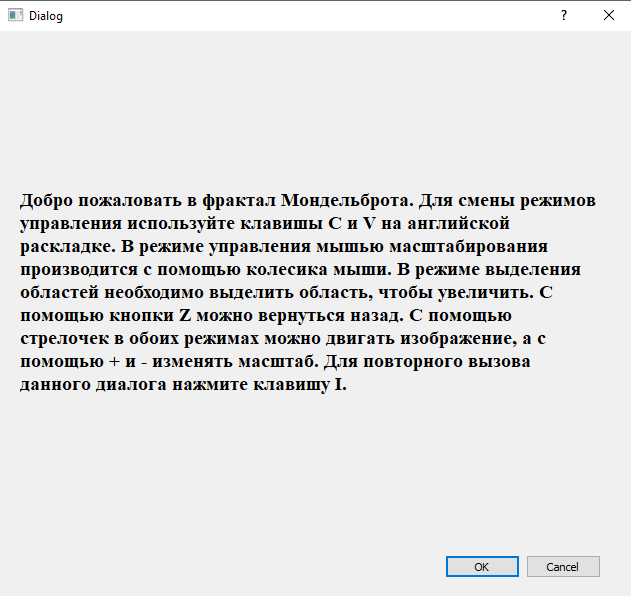 Dialog
?
Добро пожаловать в фрактал Мондельброта. Для смены режимов
управления используйте клавишы C и V на английской
раскладке. В режиме управления мышью масштабирования
производится с помощью колесика мыши. В режиме выделения
областей необходимо выделить область, чтобы увеличить. С
помощью кнопки Z можно вернуться назад. С помощью
стрелочек в обоих режимах можно двигать изображение, а с
помощью + и - изменять масштаб. Для повторного вызова
данного диалога нажмите клавишу I.
OK
Cancel